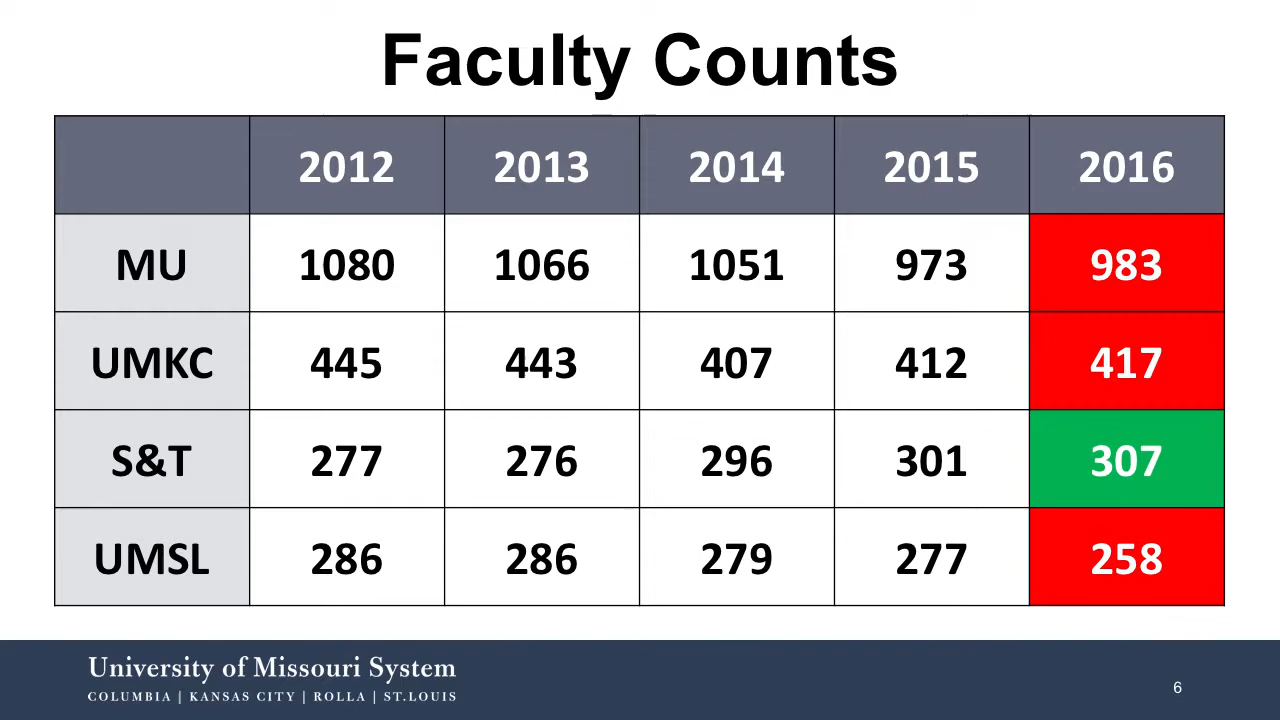 Faculty Counts
2012 2013 2014 2015 2016
MU 1080 1066 1051 973 983
UMKC 445 443 407 412 417
S&T 277 276 296 301 307
UMSL 286 286 279 277 258
University of Missouri System
COLUMBIA | KANSAS CITY | ROLLA | ST.LOUIS
6